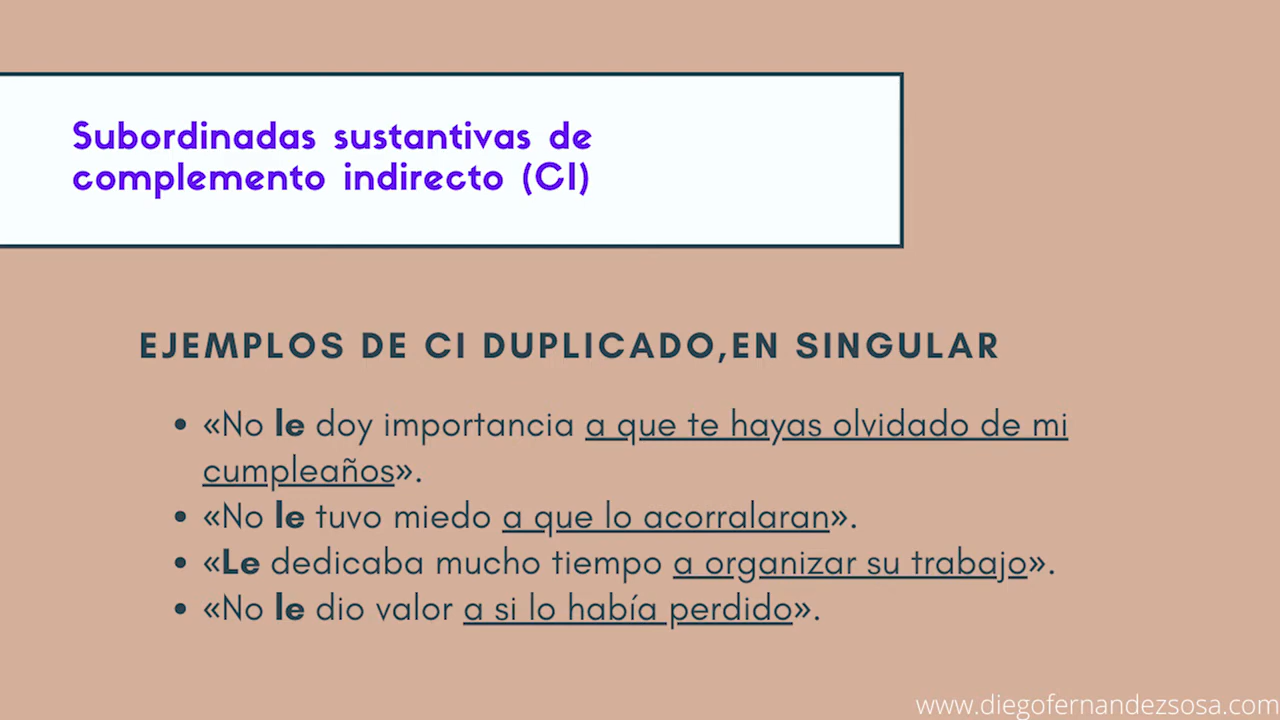 Subordinadas sustantivas de
complemento indirecto (CI)
EJEMPLOS DE CI DUPLICADO,EN SINGULAR
• «No le doy importancia a que te hayas olvidado de mi
cumpleaños».
• «No le tuvo miedo a que lo acorralaran».
• «Le dedicaba mucho tiempo a organizar su trabajo».
• «No le dio valor a si lo había perdido».
www.diegofernandezsosa.com